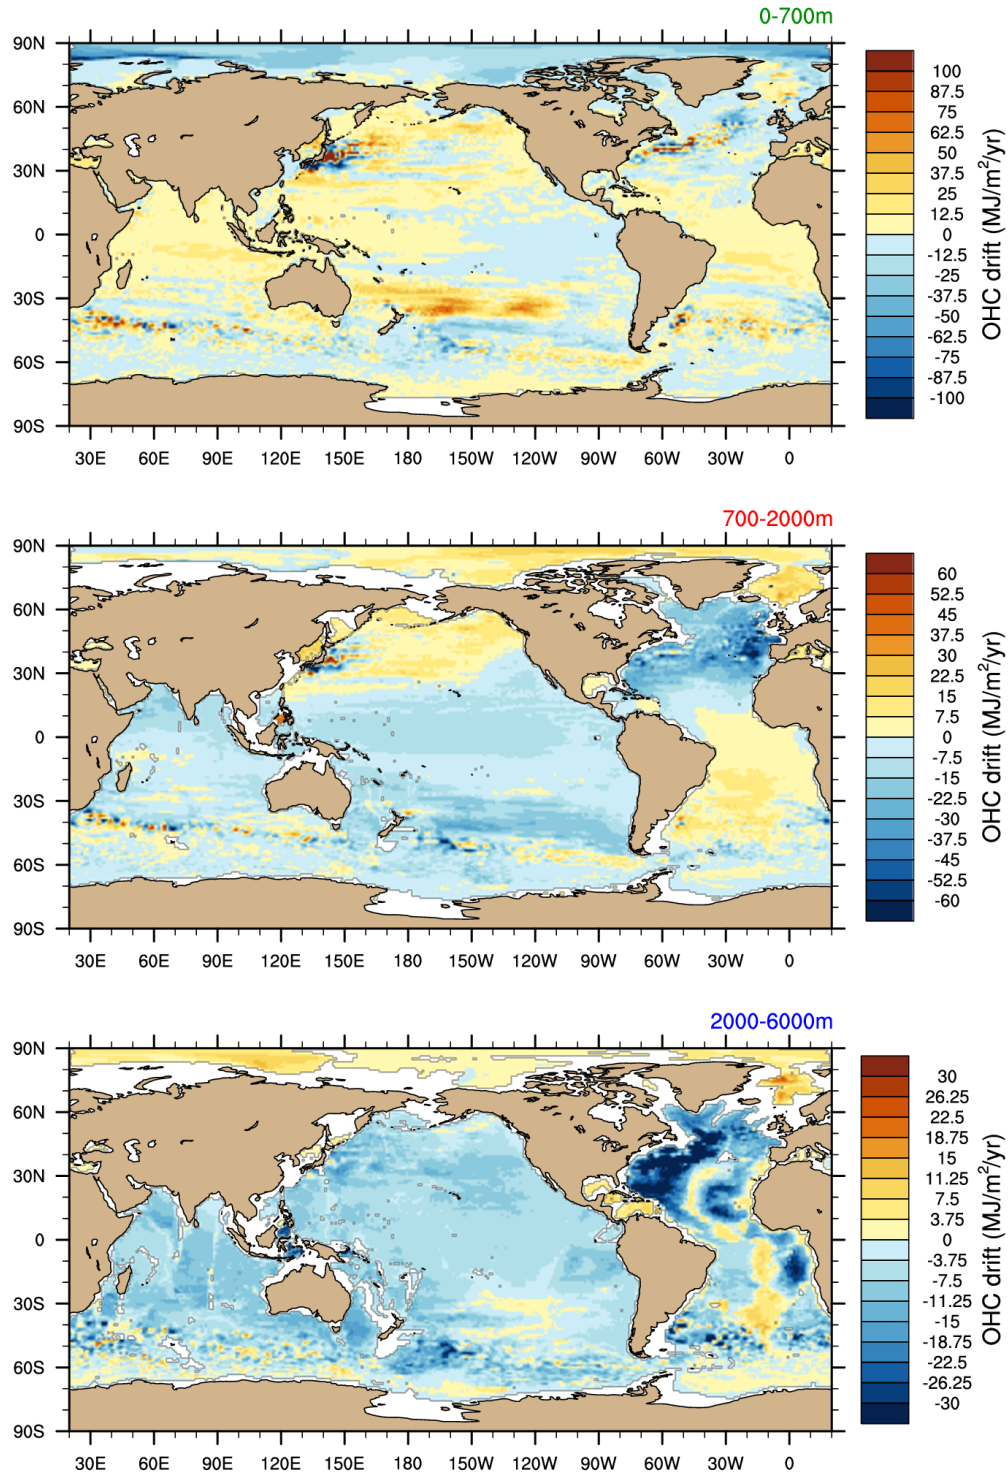 0-700m
90N
60N
30N
0
30S
60S
90S
30E 60E 90E 120E 150E 180 150W 120W 90W 60W 30W 0
100
87.5
75
62.5
50
37.5
25
12.5
0
-12.5
-25
-37.5
-50
-62.5
-75
-87.5
-100
OHC drift (MJ/m²/yr)
700-2000m
90N
60N
30N
0
30S
60S
90S
30E 60E 90E 120E 150E 180 150W 120W 90W 60W 30W 0
60
52.5
45
37.5
30
22.5
15
7.5
0
-7.5
-15
-22.5
-30
-37.5
-45
-52.5
-60
OHC drift (MJ/m²/yr)
2000-6000m
90N
60N
30N
0
30S
60S
90S
30E 60E 90E 120E 150E 180 150W 120W 90W 60W 30W 0
30
26.25
22.5
18.75
15
11.25
7.5
3.75
0
-3.75
-7.5
-11.25
-15
-18.75
-22.5
-26.25
-30
OHC drift (MJ/m²/yr)